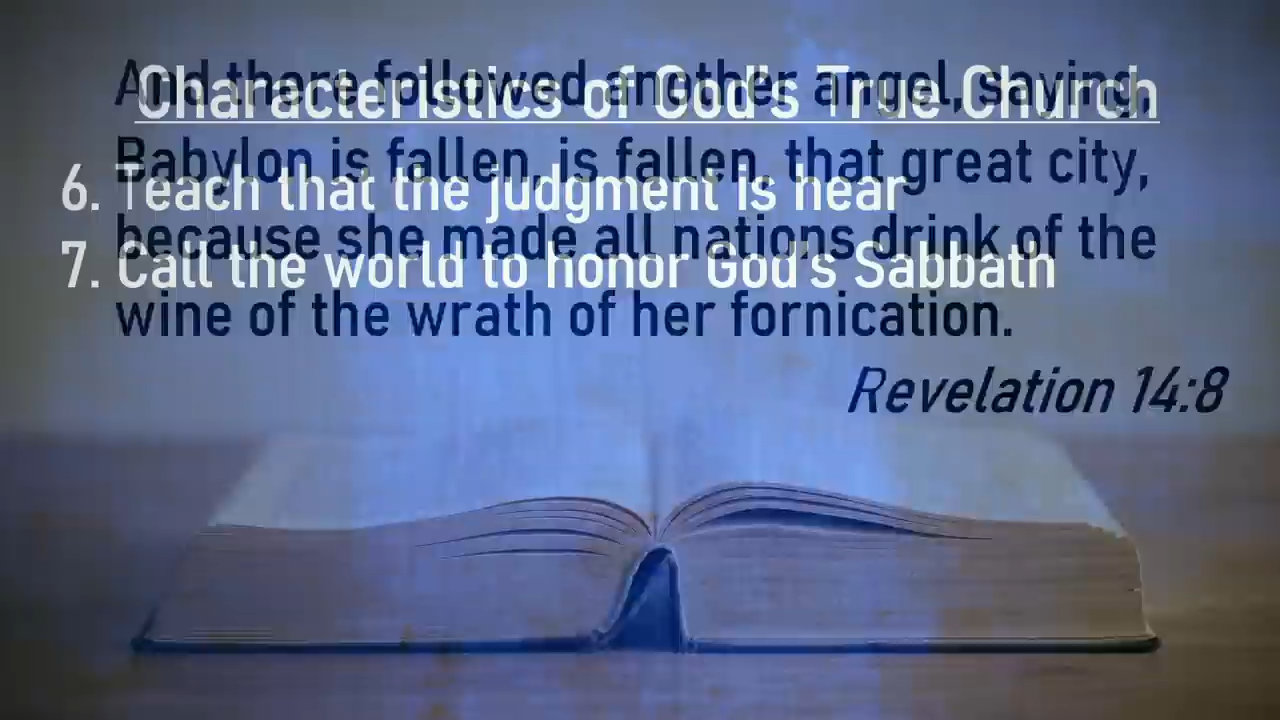 Characteristics of God's True Church
6. Teach that the judgment is hear
7. Call the world to honor God's Sabbath
And there followed another angel, saying,
Babylon is fallen, is fallen, that great city,
because she made all nations drink of the
wine of the wrath of her fornication.
Revelation 14:8